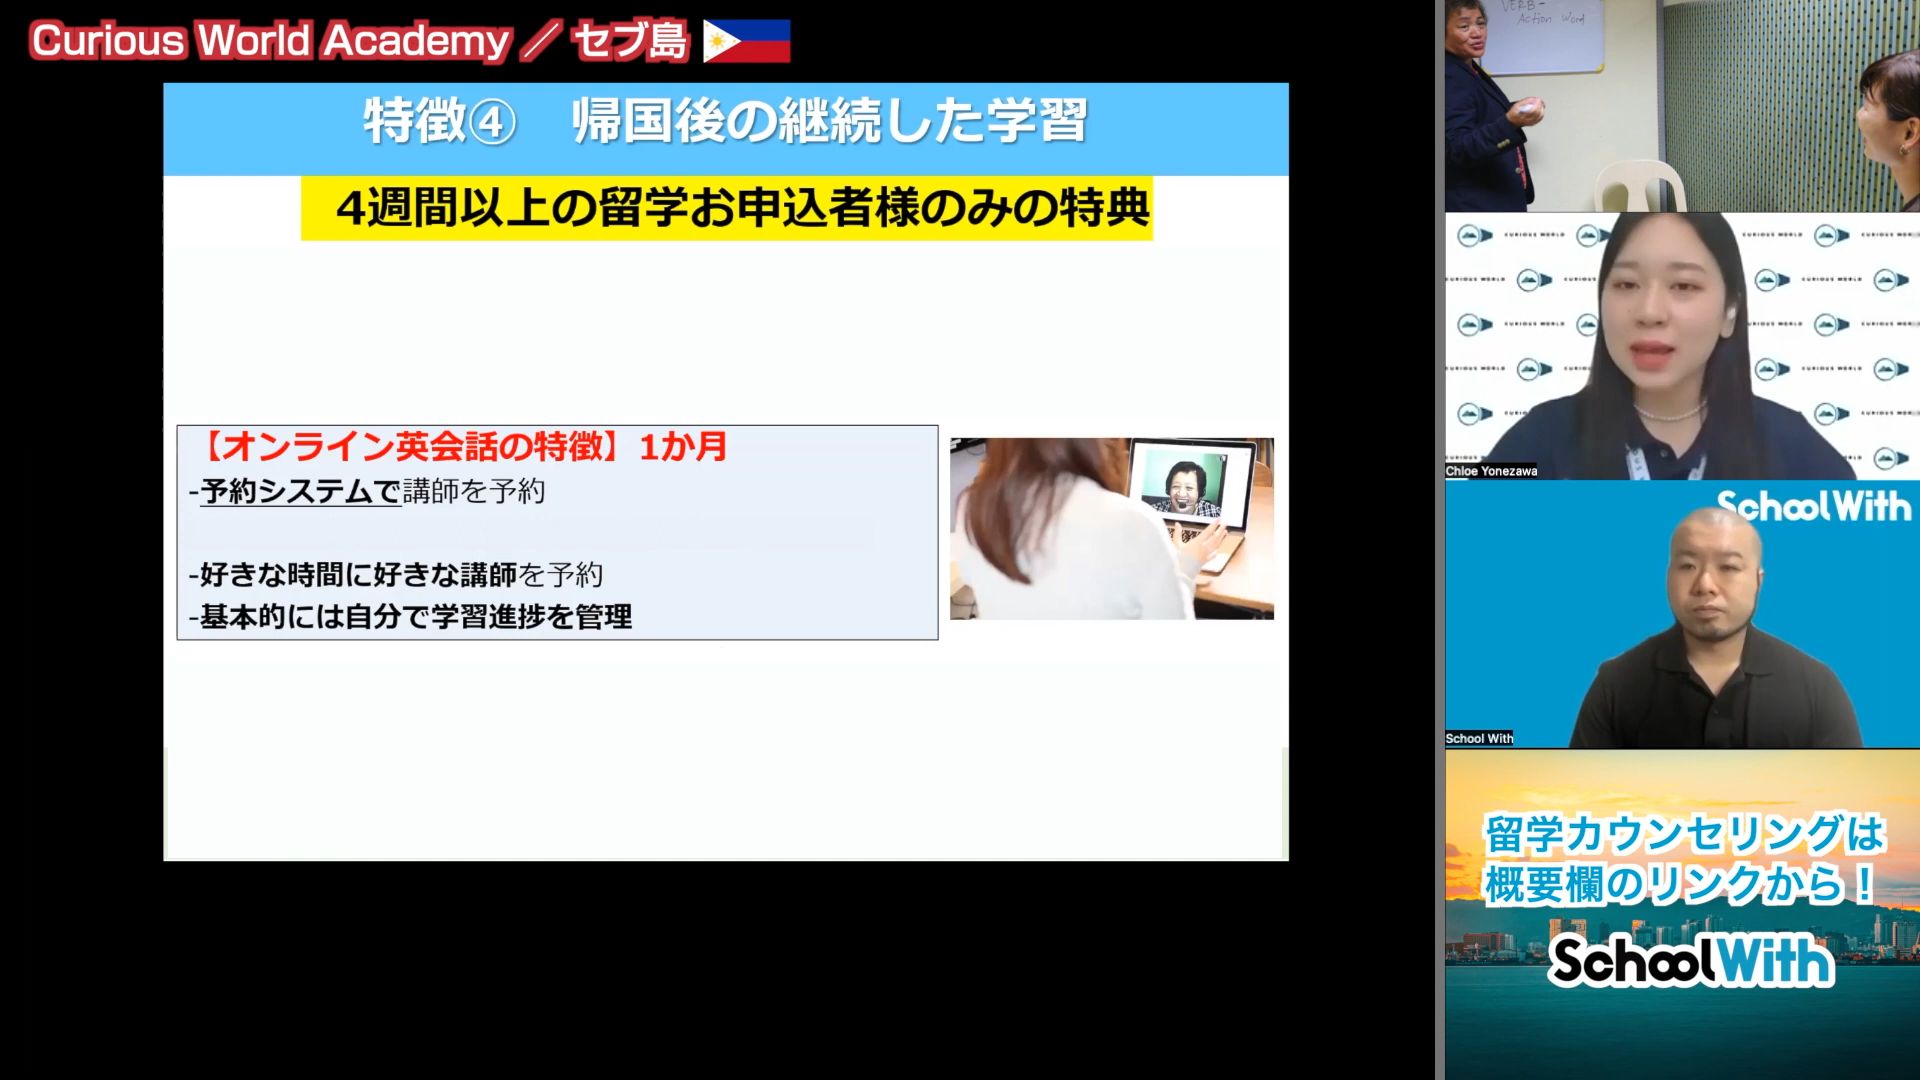 Curious World Academy ／ セブ島
特徴④　帰国後の継続した学習
4週間以上の留学お申込者様のみの特典
【オンライン英会話の特徴】1か月
-予約システムで講師を予約
-好きな時間に好きな講師を予約
-基本的には自分で学習進捗を管理
VERB-
Action Word
CURIOUS WORLD
Chloe Yonezawa
SchoolWith
School With
留学カウンセリングは
概要欄のリンクから！
SchoolWith